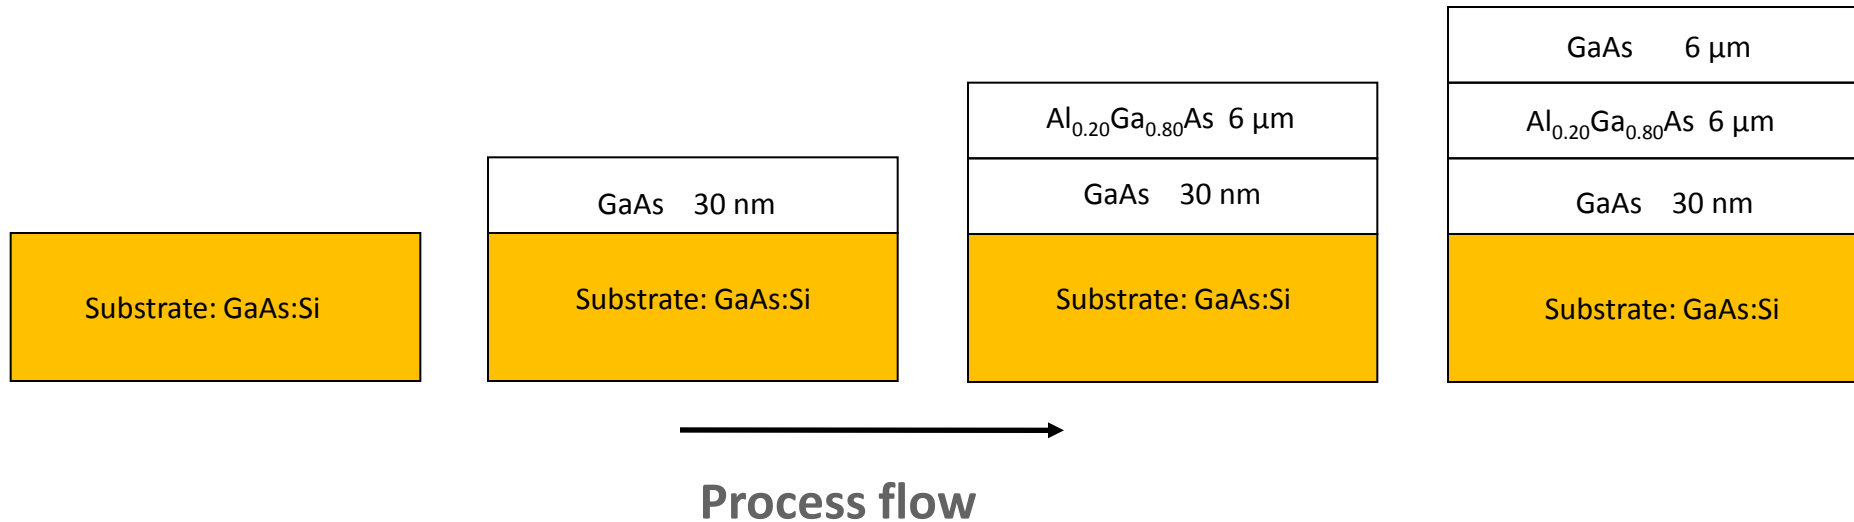 Substrate: GaAs:Si
GaAs 30 nm
Substrate: GaAs:Si
Al0.20Ga0.80As 6 µm
GaAs 30 nm
Substrate: GaAs:Si
GaAs 6 µm
Al0.20Ga0.80As 6 µm
GaAs 30 nm
Substrate: GaAs:Si
Process flow